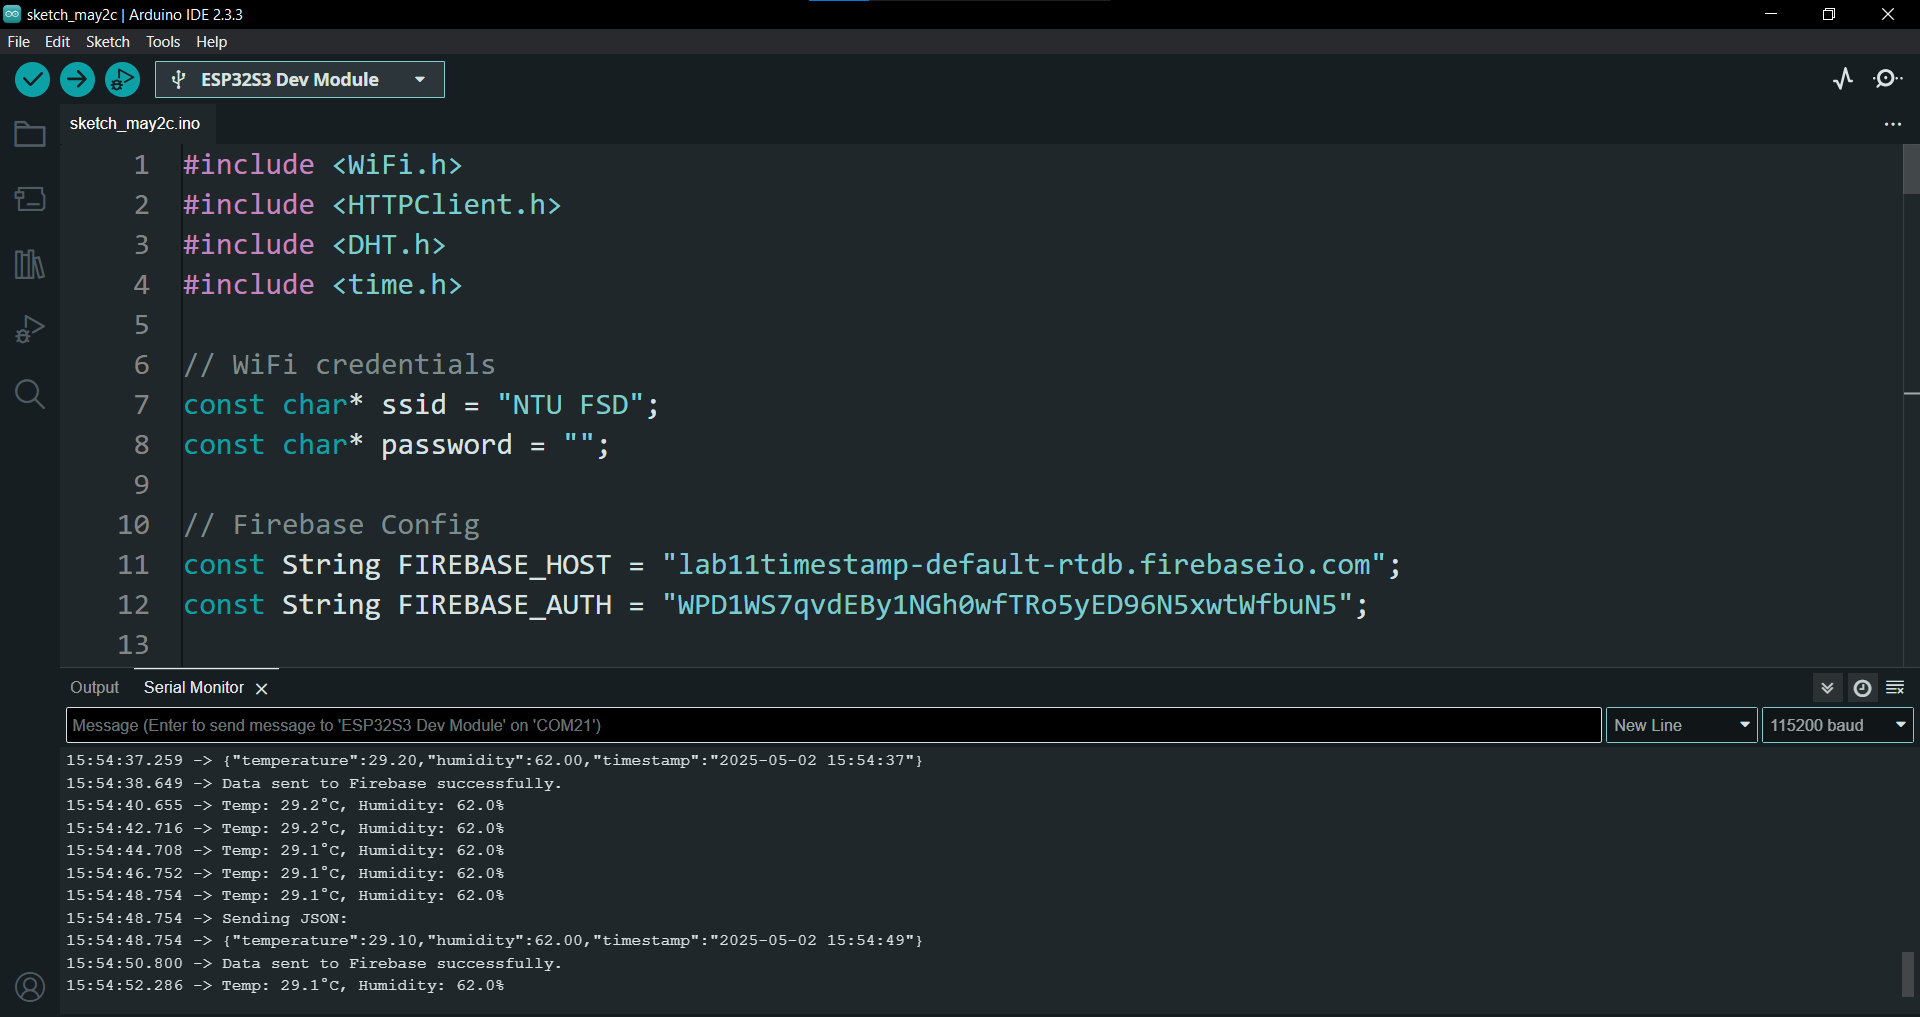 sketch_may2c | Arduino IDE 2.3.3
File Edit Sketch Tools Help
ESP32S3 Dev Module
sketch_may2c.ino
1 #include <WiFi.h>
2 #include <HTTPClient.h>
3 #include <DHT.h>
4 #include <time.h>
5
6 // WiFi credentials
7 const char* ssid = "NTU FSD";
8 const char* password = "";
9
10 // Firebase Config
11 const String FIREBASE_HOST = "lab11timestamp-default-rtdb.firebaseio.com";
12 const String FIREBASE_AUTH = "WPD1WS7qvdEBy1NGh0wfTRo5yED96N5xwtWfbuN5";
13
Output Serial Monitor
Message (Enter to send message to 'ESP32S3 Dev Module' on 'COM21') New Line 115200 baud
15:54:37.259 -> {"temperature":29.20,"humidity":62.00,"timestamp":"2025-05-02 15:54:37"}
15:54:38.649 -> Data sent to Firebase successfully.
15:54:40.655 -> Temp: 29.2°C, Humidity: 62.0%
15:54:42.716 -> Temp: 29.2°C, Humidity: 62.0%
15:54:44.708 -> Temp: 29.1°C, Humidity: 62.0%
15:54:46.752 -> Temp: 29.1°C, Humidity: 62.0%
15:54:48.754 -> Temp: 29.1°C, Humidity: 62.0%
15:54:48.754 -> Sending JSON:
15:54:48.754 -> {"temperature":29.10,"humidity":62.00,"timestamp":"2025-05-02 15:54:49"}
15:54:50.800 -> Data sent to Firebase successfully.
15:54:52.286 -> Temp: 29.1°C, Humidity: 62.0%